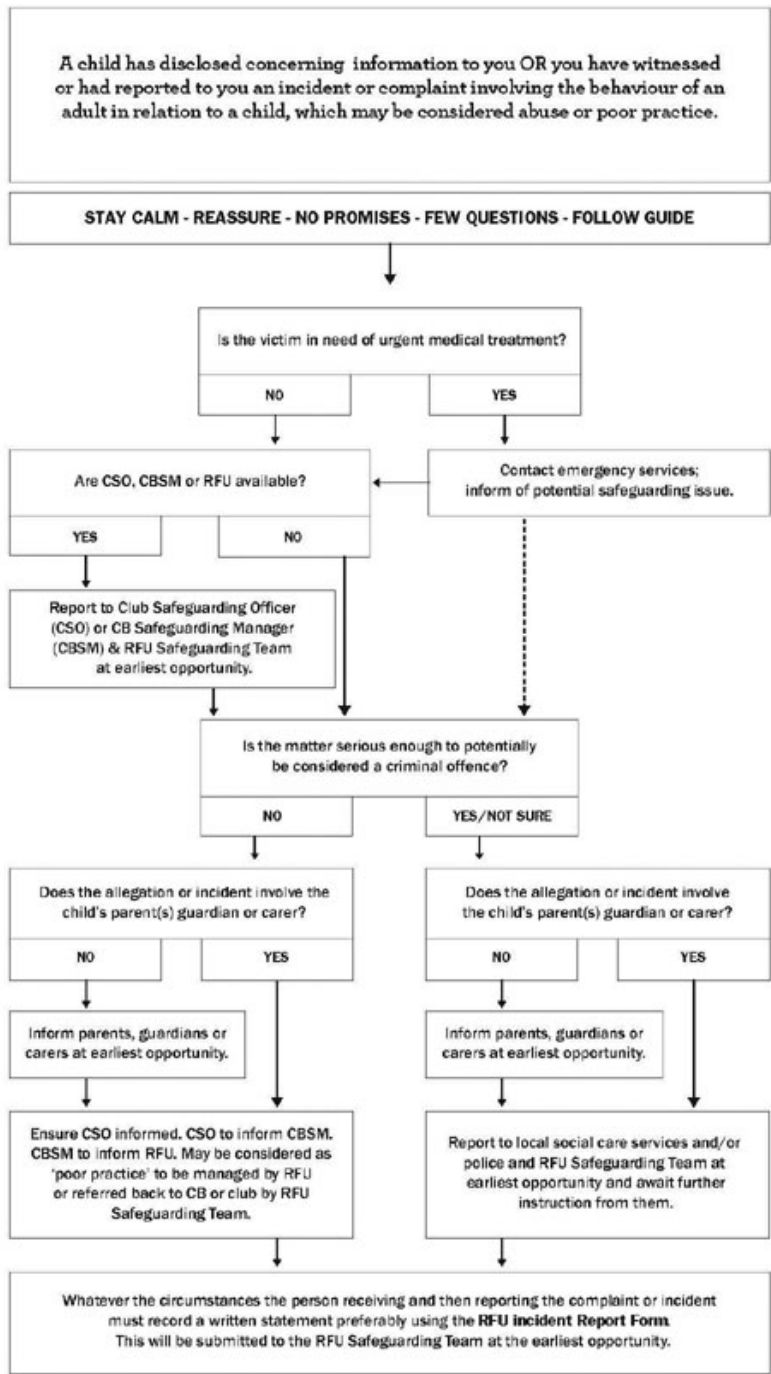 A child has disclosed concerning information to you OR you have witnessed
or had reported to you an incident or complaint involving the behaviour of an
adult in relation to a child, which may be considered abuse or poor practice.
STAY CALM - REASSURE - NO PROMISES - FEW QUESTIONS - FOLLOW GUIDE
Is the victim in need of urgent medical treatment?
NO
YES
Are CSO, CBSM or RFU available?
Contact emergency services;
inform of potential safeguarding issue.
YES
NO
Report to Club Safeguarding Officer
(CSO) or CB Safeguarding Manager
(CBSM) & RFU Safeguarding Team
at earliest opportunity.
Is the matter serious enough to potentially
be considered a criminal offence?
NO
YES/NOT SURE
Does the allegation or incident involve the
child's parent(s) guardian or carer?
NO
YES
Does the allegation or incident involve
the child's parent(s) guardian or carer?
NO
YES
Inform parents, guardians or
carers at earliest opportunity.
Inform parents, guardians or
carers at earliest opportunity.
Ensure CSO informed. CSO to inform CBSM.
CBSM to inform RFU. May be considered as
'poor practice' to be managed by RFU
or referred back to CB or club by RFU
Safeguarding Team.
Report to local social care services and/or
police and RFU Safeguarding Team at
earliest opportunity and await further
instruction from them.
Whatever the circumstances the person receiving and then reporting the complaint or incident
must record a written statement preferably using the RFU incident Report Form.
This will be submitted to the RFU Safeguarding Team at the earliest opportunity.